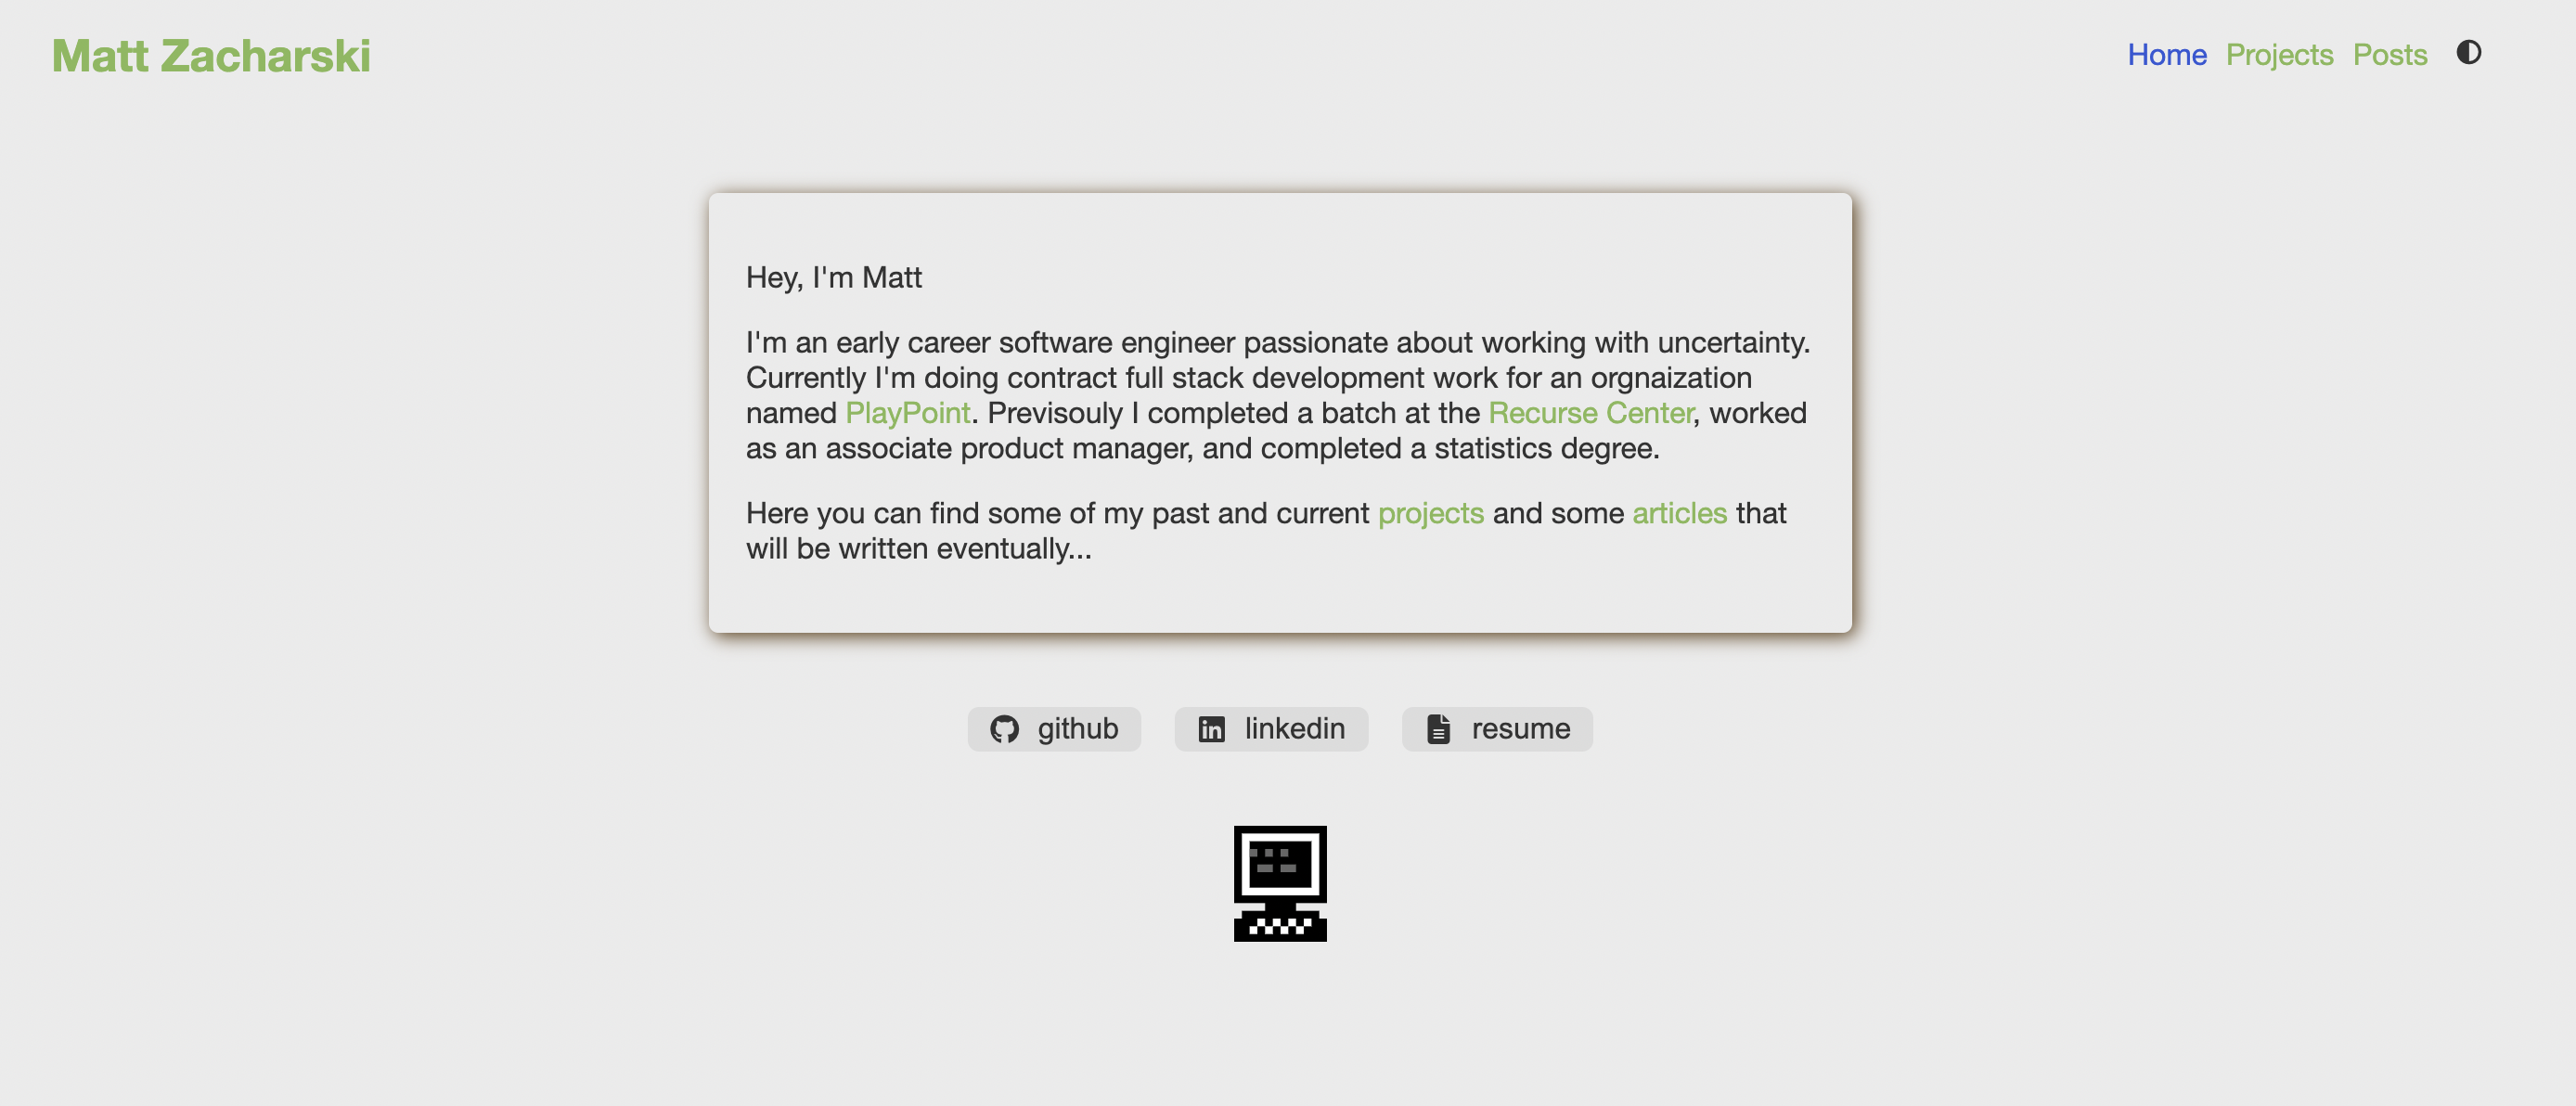 Matt Zacharski
Home Projects Posts
Hey, I'm Matt
I'm an early career software engineer passionate about working with uncertainty.
Currently I'm doing contract full stack development work for an orgnaization
named PlayPoint. Previsouly I completed a batch at the Recurse Center, worked
as an associate product manager, and completed a statistics degree.
Here you can find some of my past and current projects and some articles that
will be written eventually...
github linkedin resume